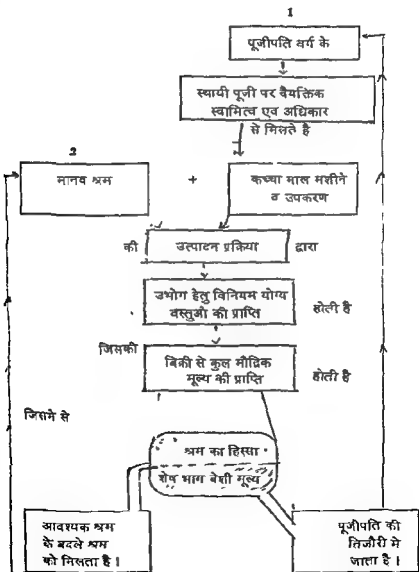 1
पूजीपति वर्ग के
स्थायी पूजी पर वैयक्तिक
स्वामित्व एव अधिकार
से मिलते है
2
मानव श्रम
+
कच्चा माल मशीने
व उपकरण
की
उत्पादन प्रक्रिया
द्वारा
उभोग हेतु विनियम योग्य
वस्तुओ की प्राप्ति
होती है
जिसकी
बिक्री से कुल मौद्रिक
मूल्य की प्राप्ति
होती है
जिसमे से
श्रम का हिस्सा
शेष भाग बेशी मूल्य
आवश्यक श्रम
के बदले श्रम
को मिलता है ।
पूजीपति की
तिजौरी मे
जाता है ।